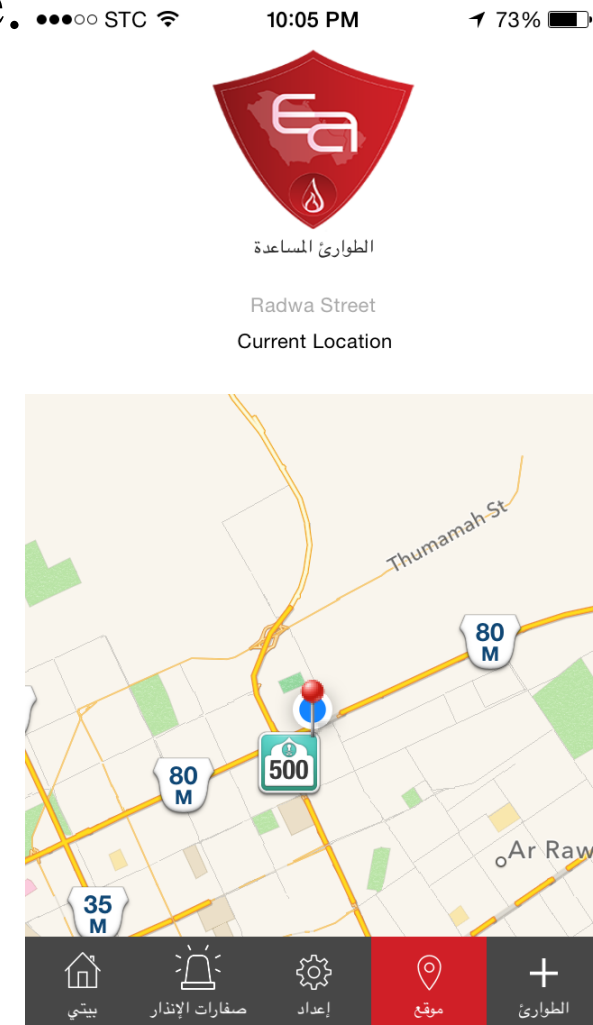 STC 10:05 PM 73%
EA
الطوارئ المساعدة
Radwa Street
Current Location
Thumamah St
80
M
500
80
M
Ar Raw
35
M
الطوارئ موقع إعداد صفارات الإنذار بيتي